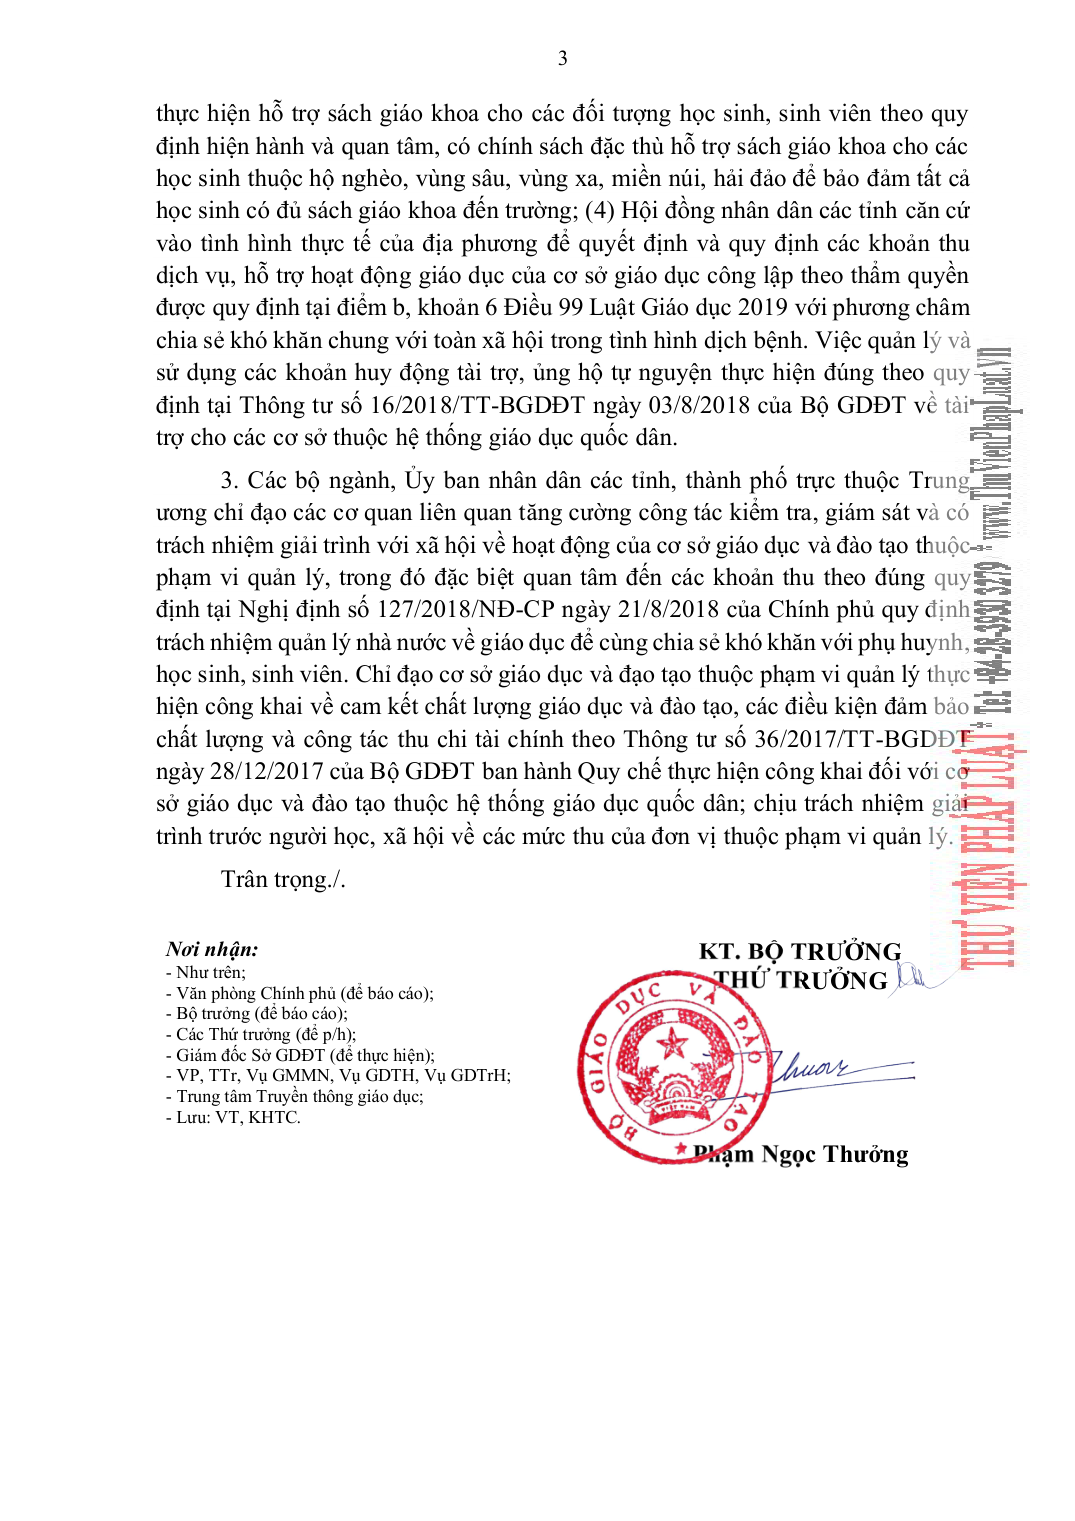 3
thực hiện hỗ trợ sách giáo khoa cho các đối tượng học sinh, sinh viên theo quy
định hiện hành và quan tâm, có chính sách đặc thù hỗ trợ sách giáo khoa cho các
học sinh thuộc hộ nghèo, vùng sâu, vùng xa, miền núi, hải đảo để bảo đảm tất cả
học sinh có đủ sách giáo khoa đến trường; (4) Hội đồng nhân dân các tỉnh căn cứ
vào tình hình thực tế của địa phương để quyết định và quy định các khoản thu
dịch vụ, hỗ trợ hoạt động giáo dục của cơ sở giáo dục công lập theo thẩm quyền
được quy định tại điểm b, khoản 6 Điều 99 Luật Giáo dục 2019 với phương châm
chia sẻ khó khăn chung với toàn xã hội trong tình hình dịch bệnh. Việc quản lý và
sử dụng các khoản huy động tài trợ, ủng hộ tự nguyện thực hiện đúng theo quy
định tại Thông tư số 16/2018/TT-BGDĐT ngày 03/8/2018 của Bộ GDĐT về tài
trợ cho các cơ sở thuộc hệ thống giáo dục quốc dân.
3. Các bộ ngành, Ủy ban nhân dân các tỉnh, thành phố trực thuộc Trung
ương chỉ đạo các cơ quan liên quan tăng cường công tác kiểm tra, giám sát và có
trách nhiệm giải trình với xã hội về hoạt động của cơ sở giáo dục và đào tạo thuộc
phạm vi quản lý, trong đó đặc biệt quan tâm đến các khoản thu theo đúng quy
định tại Nghị định số 127/2018/NĐ-CP ngày 21/8/2018 của Chính phủ quy định
trách nhiệm quản lý nhà nước về giáo dục để cùng chia sẻ khó khăn với phụ huynh,
học sinh, sinh viên. Chỉ đạo cơ sở giáo dục và đạo tạo thuộc phạm vi quản lý thực
hiện công khai về cam kết chất lượng giáo dục và đào tạo, các điều kiện đảm bảo
chất lượng và công tác thu chi tài chính theo Thông tư số 36/2017/TT-BGDĐT
ngày 28/12/2017 của Bộ GDĐT ban hành Quy chế thực hiện công khai đối với cơ
sở giáo dục và đào tạo thuộc hệ thống giáo dục quốc dân; chịu trách nhiệm giải
trình trước người học, xã hội về các mức thu của đơn vị thuộc phạm vi quản lý.
Trân trọng./.
Nơi nhận:
- Như trên;
- Văn phòng Chính phủ (để báo cáo);
- Bộ trưởng (để báo cáo);
- Các Thứ trưởng (để p/h);
- Giám đốc Sở GDĐT (để thực hiện);
- VP, TTr, Vụ GMMN, Vụ GDTH, Vụ GDTrH;
- Trung tâm Truyền thông giáo dục;
- Lưu: VT, KHTC.
KT. BỘ TRƯỞNG
THỨ TRƯỞNG
BỘ GIÁO DỤC VÀ ĐÀO TẠO
VIỆT NAM
Thuong
Phạm Ngọc Thưởng
THƯ VIỆN PHÁP LUẬT * Tel: +84-28-3930 3279 * www.ThuVienPhapLuat.vn